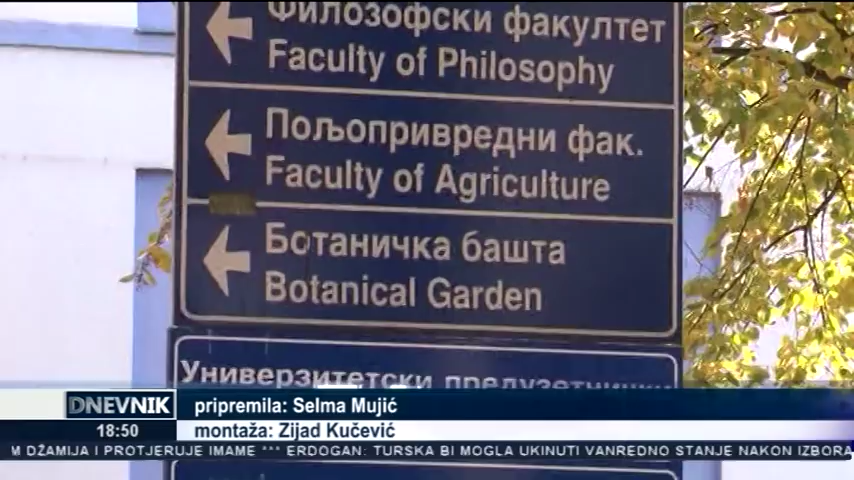 Филозофски факултет
Faculty of Philosophy
Пољопривредни фак.
Faculty of Agriculture
Ботаничка башта
Botanical Garden
Универзитетски предузетнички
DNEVNIK
pripremila: Selma Mujić
18:50
montaža: Zijad Kučević
M DŽAMIJA I PROTJERUJE IMAME *** ERDOGAN: TURSKA BI MOGLA UKINUTI VANREDNO STANJE NAKON IZBORA